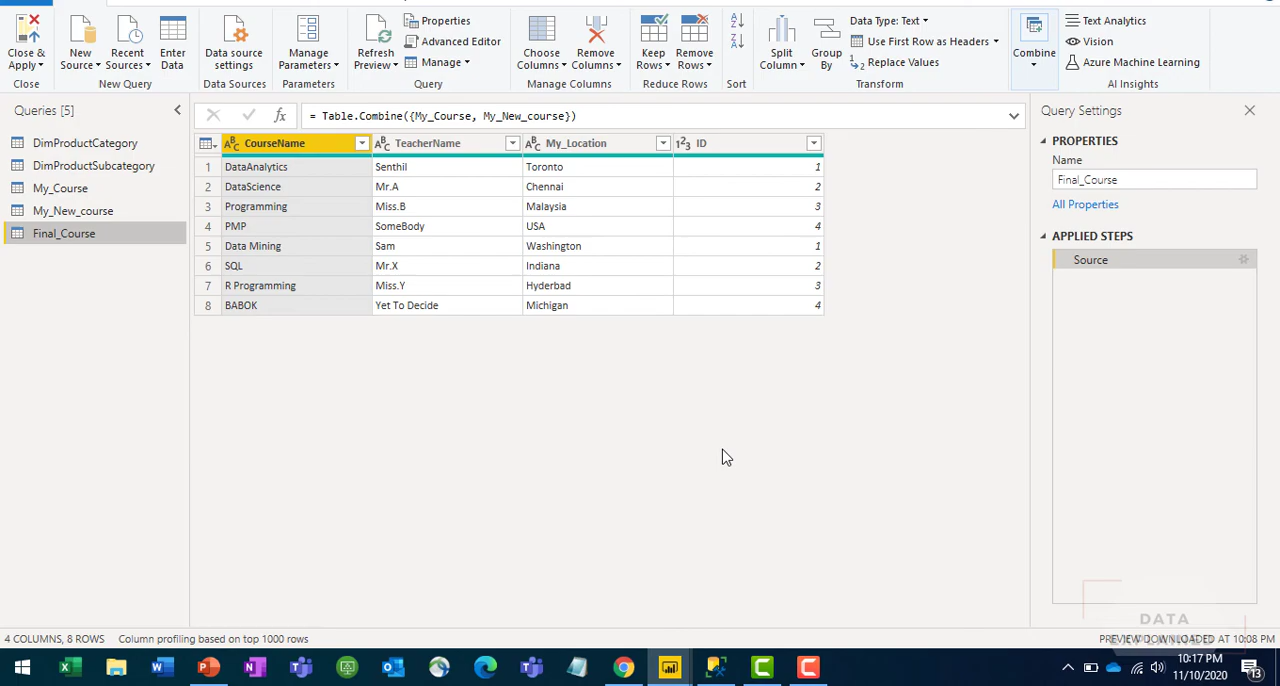 Close & Apply
New Source
Recent Sources
Enter Data
Data source settings
Manage Parameters
Refresh Preview
Properties
Advanced Editor
Manage
Choose Columns
Remove Columns
Keep Rows
Remove Rows
Split Column
Group By
Data Type: Text
Use First Row as Headers
Replace Values
Combine
Text Analytics
Vision
Azure Machine Learning
Close
New Query
Data Sources
Parameters
Query
Manage Columns
Reduce Rows
Sort
Transform
AI Insights
Queries [5]
DimProductCategory
DimProductSubcategory
My_Course
My_New_course
Final_Course
= Table.Combine({My_Course, My_New_course})
CourseName TeacherName My_Location ID
1 DataAnalytics Senthil Toronto 1
2 DataScience Mr.A Chennai 2
3 Programming Miss.B Malaysia 3
4 PMP SomeBody USA 4
5 Data Mining Sam Washington 1
6 SQL Mr.X Indiana 2
7 R Programming Miss.Y Hyderbad 3
8 BABOK Yet To Decide Michigan 4
Query Settings
PROPERTIES
Name
Final_Course
All Properties
APPLIED STEPS
Source
DATA
4 COLUMNS, 8 ROWS Column profiling based on top 1000 rows
PREVIEW DOWNLOADED AT 10:08 PM
10:17 PM
11/10/2020
13